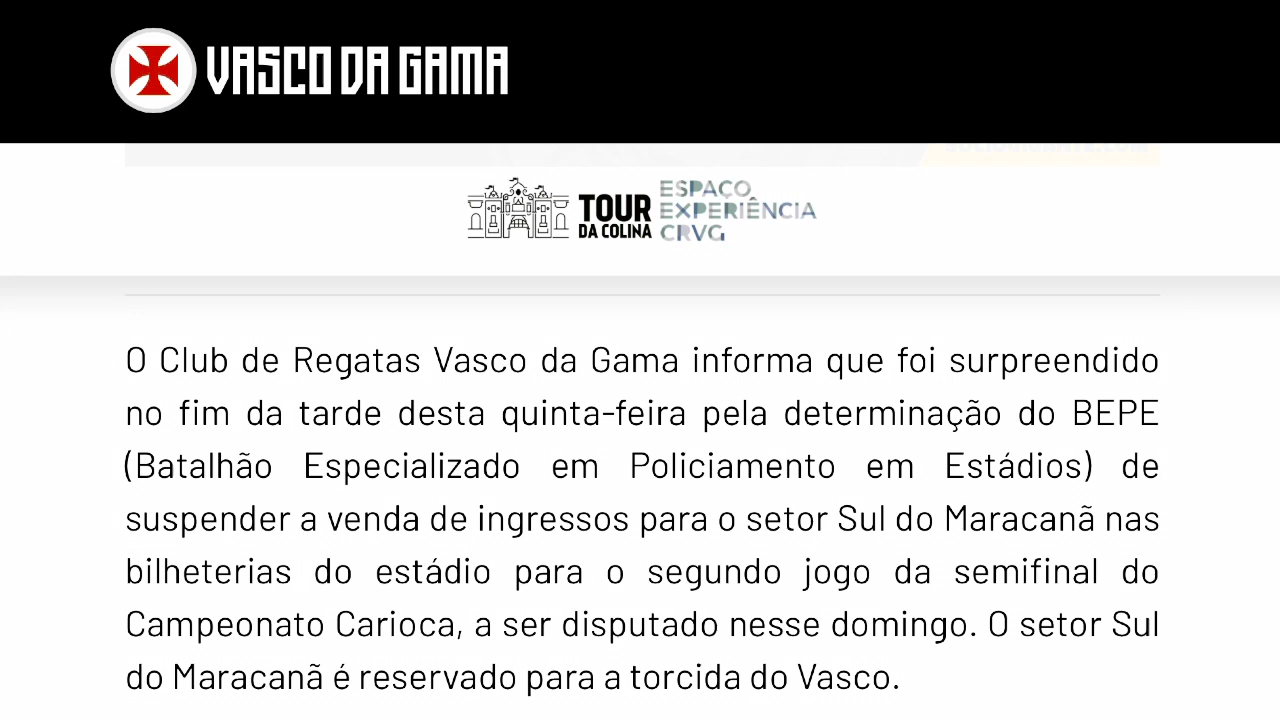 VASCO DA GAMA
TOUR
DA COLINA
ESPAÇO
EXPERIÊNCIA
CRVG
O Club de Regatas Vasco da Gama informa que foi surpreendido
no fim da tarde desta quinta-feira pela determinação do BEPE
(Batalhão Especializado em Policiamento em Estádios) de
suspender a venda de ingressos para o setor Sul do Maracanã nas
bilheterias do estádio para o segundo jogo da semifinal do
Campeonato Carioca, a ser disputado nesse domingo. O setor Sul
do Maracanã é reservado para a torcida do Vasco.